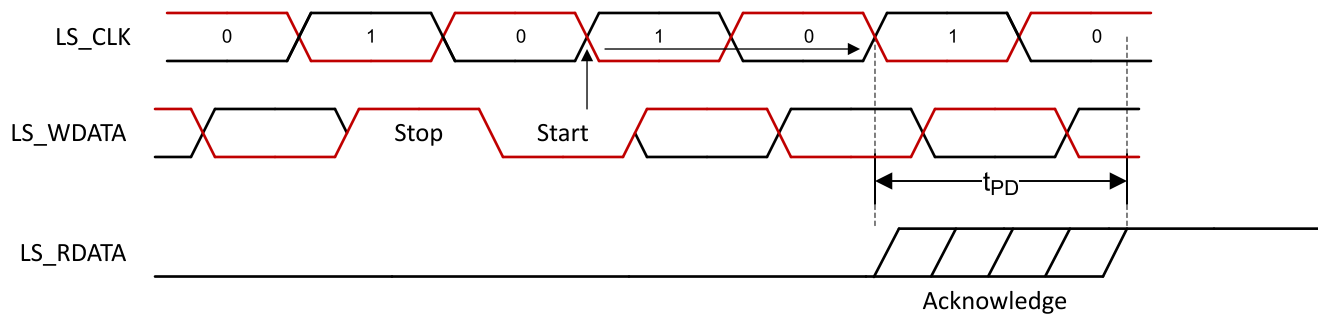 LS_CLK 0 1 0 1 0 1 0
LS_WDATA Stop Start
tPD
LS_RDATA
Acknowledge